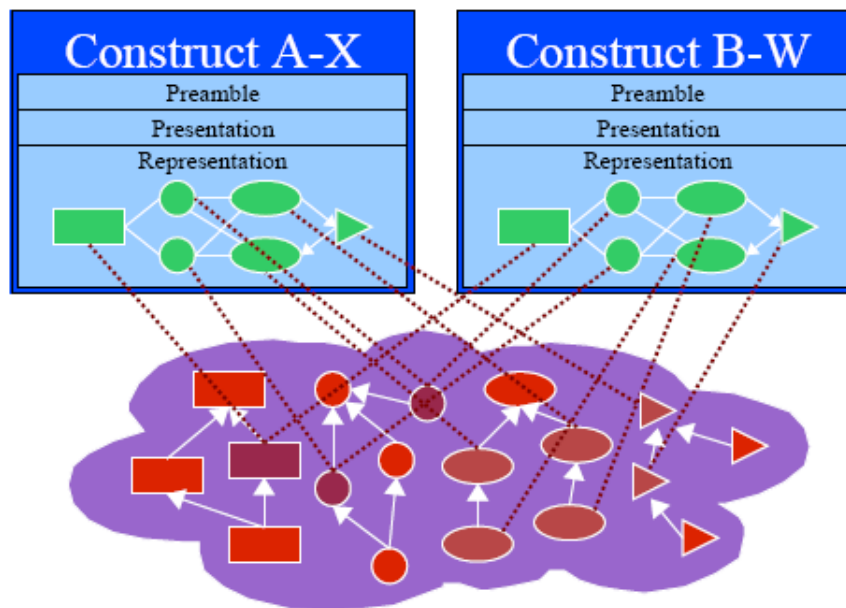 Construct A-X
Preamble
Presentation
Representation
Construct B-W
Preamble
Presentation
Representation